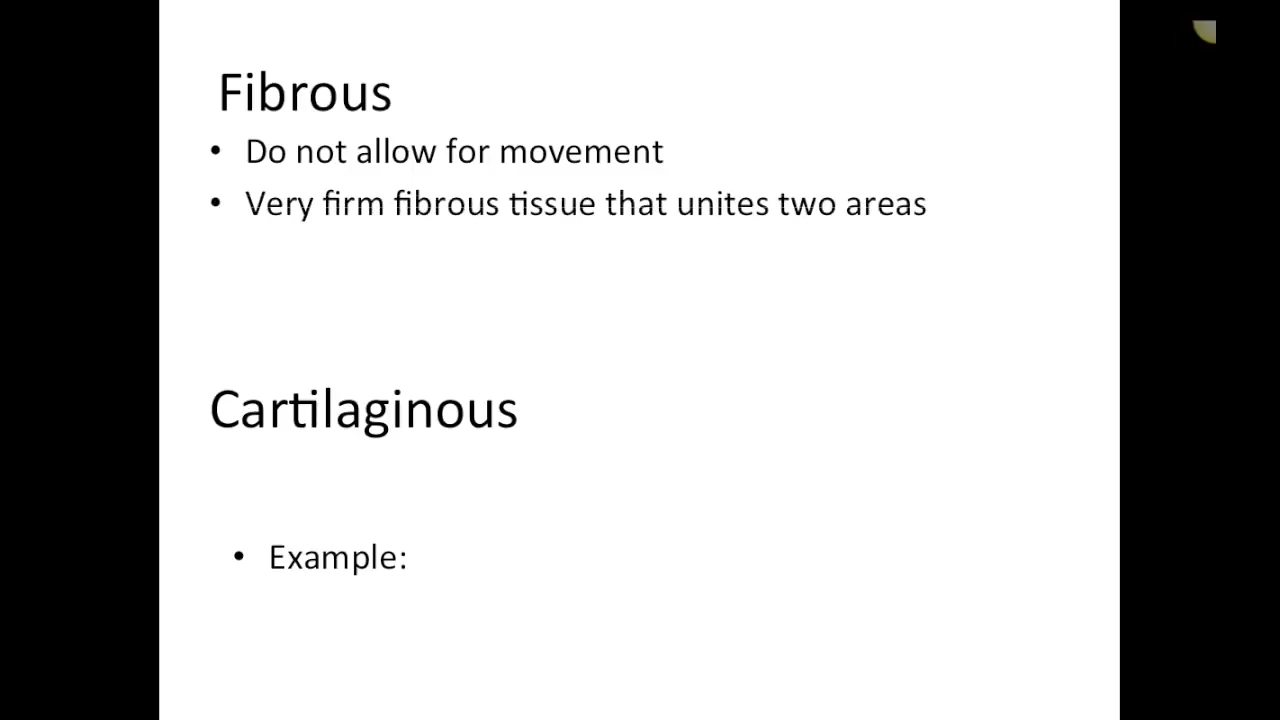 Fibrous
• Do not allow for movement
• Very firm fibrous tissue that unites two areas
Cartilaginous
• Example: